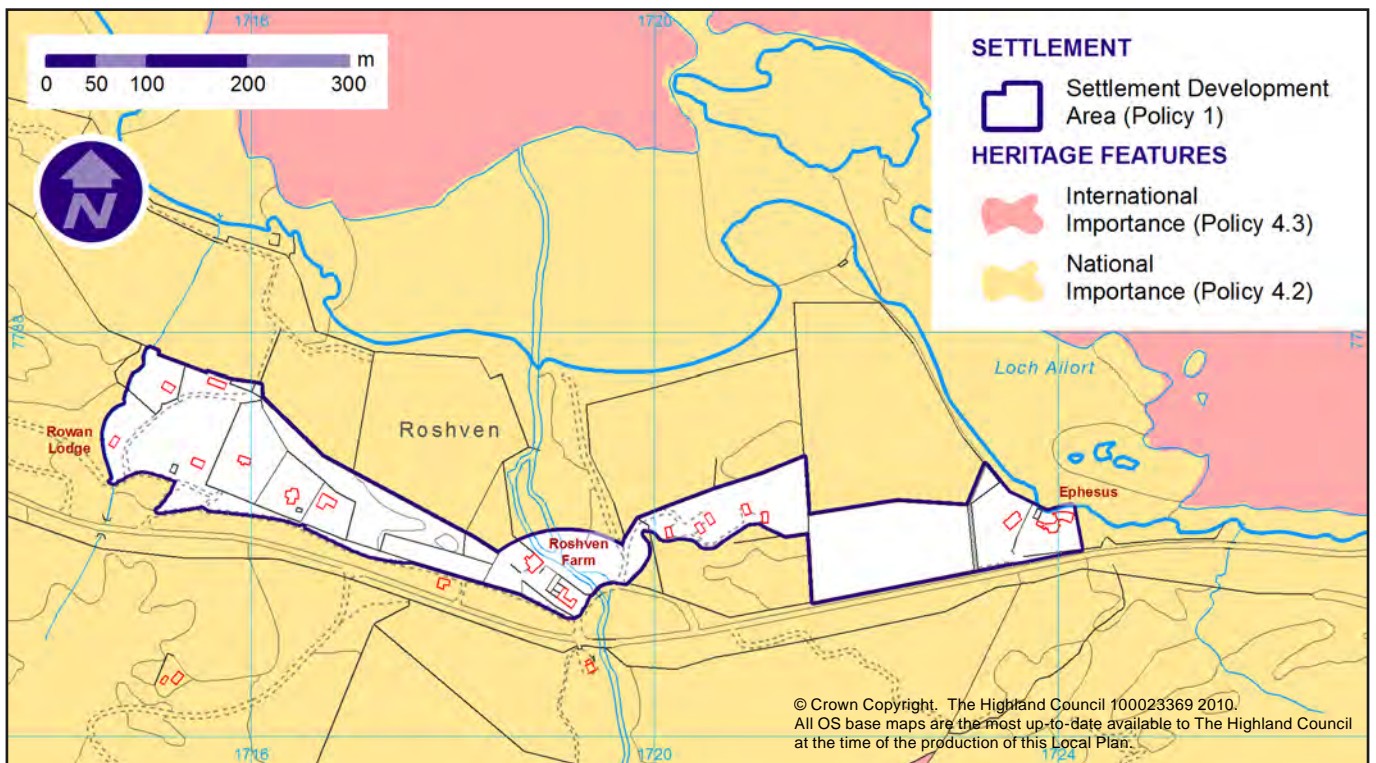 1716
1720
m
0 50 100 200 300
N
SETTLEMENT
Settlement Development
Area (Policy 1)
HERITAGE FEATURES
International
Importance (Policy 4.3)
National
Importance (Policy 4.2)
7788
77
Loch Ailort
Roshven
Rowan
Lodge
Roshven
Farm
Ephesus
© Crown Copyright. The Highland Council 100023369 2010.
All OS base maps are the most up-to-date available to The Highland Council
at the time of the production of this Local Plan.
1716
1720
1724